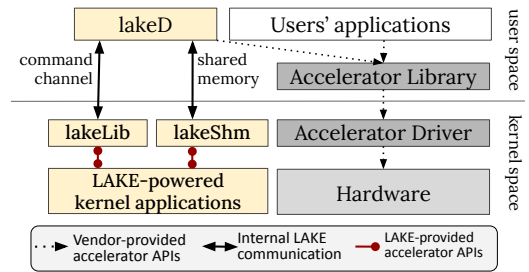 lakeD
Users' applications
command
channel
shared
memory
Accelerator Library
user space
lakeLib
lakeShm
Accelerator Driver
LAKE-powered
kernel applications
Hardware
kernel space
Vendor-provided
accelerator APIs
Internal LAKE
communication
LAKE-provided
accelerator APIs